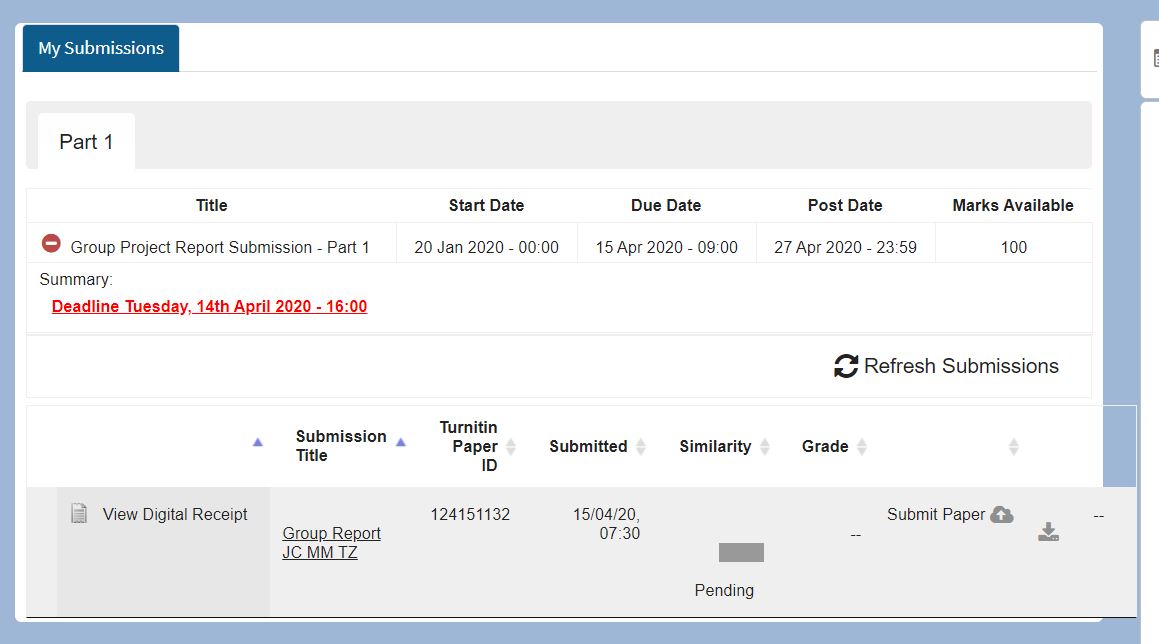 My Submissions
Part 1
Title Start Date Due Date Post Date Marks Available
Group Project Report Submission - Part 1 20 Jan 2020 - 00:00 15 Apr 2020 - 09:00 27 Apr 2020 - 23:59 100
Summary:
Deadline Tuesday, 14th April 2020 - 16:00
Refresh Submissions
Submission
Title
Turnitin
Paper
ID
Submitted
Similarity
Grade
View Digital Receipt
Group Report
JC MM TZ
124151132
15/04/20,
07:30
Pending
--
Submit Paper
--